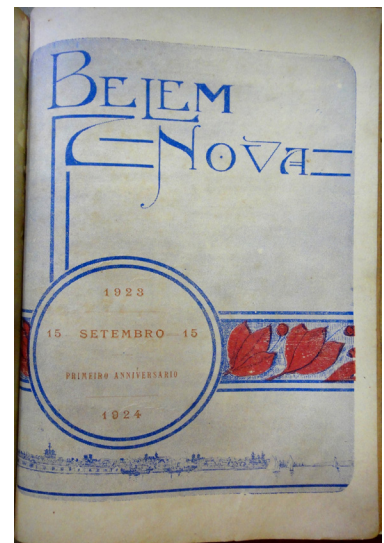 BELEM
NOVA
1923
15 SETEMBRO 15
PRIMEIRO ANNIVERSARIO
1924